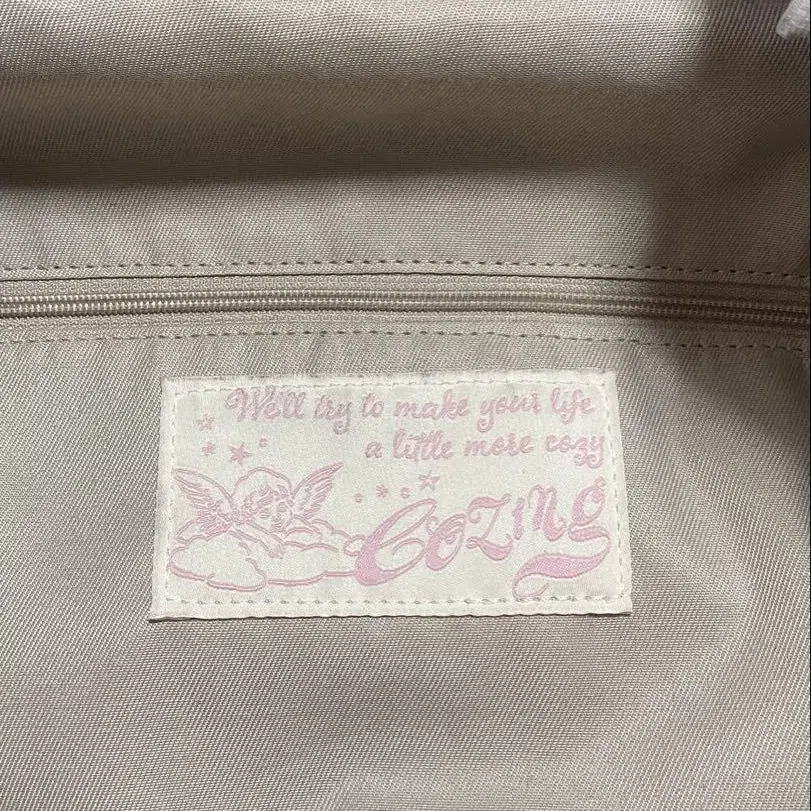 We'll try to make your life
a little more cozy
COZING